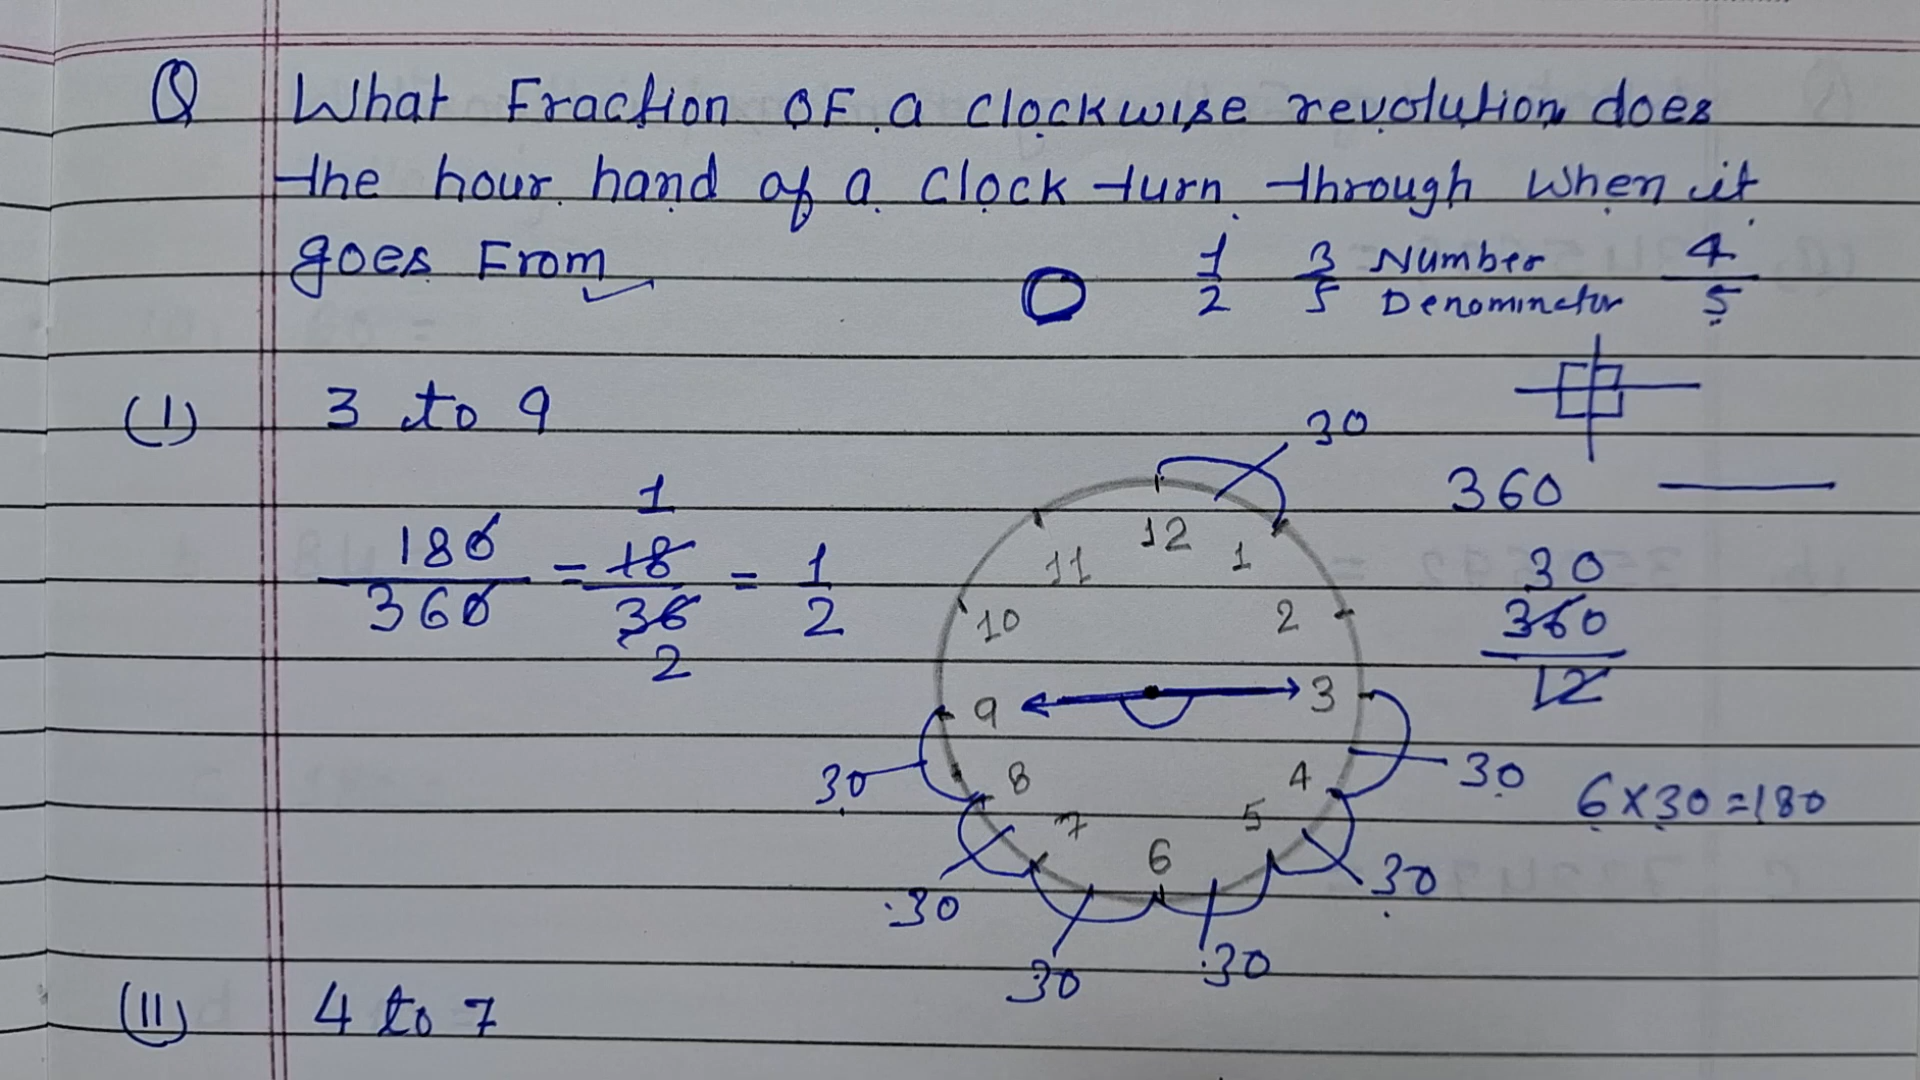 Q What Fraction OF a clockwise revolution does
the hour hand of a clock turn through when it
goes From
1/2 3/5 Number/Denominator 4/5
(I) 3 to 9
30
360
180/360 = 18/36 = 1/2
1
2
30
360/12
12
11 1
10 2
9 3
8 4
7 5
6
30
30
6×30=180
30
30
30
30
(II) 4 to 7